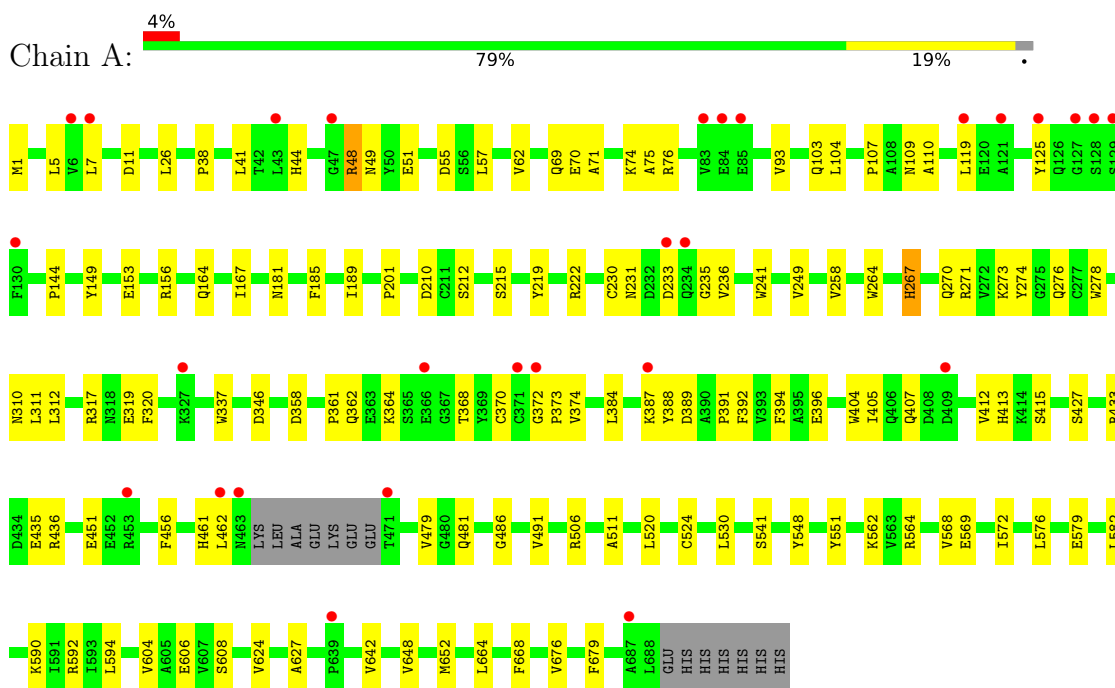 4%
Chain A:
79% 19% •
M1 L5 V6 L7 D11 L26 P38 L41 T42 L43 H44 G47 R48 N49 Y50 E51 D55 S56 L57 V62 Q69 E70 A71 K74 A75 R76 V83 E84 E85 V93 Q103 L104 P107 A108 N109 A110 L119 E120 A121 Y125 Q126 G127 S128 S129
F130 P144 Y149 E153 R156 Q164 I167 N181 F185 I189 P201 D210 C211 S212 S215 Y219 R222 C230 N231 D232 D233 Q234 G235 V236 W241 V249 V258 W264 H267 Q270 R271 V272 K273 Y274 G275 Q276 C277 W278
N310 L311 L312 R317 N318 E319 F320 K327 W337 D346 D358 P361 Q362 E363 K364 S365 E366 G367 T368 Y369 C370 C371 G372 P373 V374 L384 K387 Y388 D389 A390 P391 F392 V393 F394 A395 E396 W404 I405 Q406 Q407 D408 D409 V412 H413 K414 S415 S427
D434 E435 R436 E451 E452 R453 F456 H461 L462 N463 LYS LEU ALA GLU LYS GLU GLU T471 V479 G480 Q481 G486 V491 R506 A511 L520 C524 L530 S541 Y548 Y551 K562 V563 R564 V568 E569 I572 L576 E579
K590 I591 R592 I593 L594 V604 A605 E606 V607 S608 V624 A627 P639 V642 V648 M652 L664 F668 V676 F679 A687 L688 GLU HIS HIS HIS HIS HIS HIS